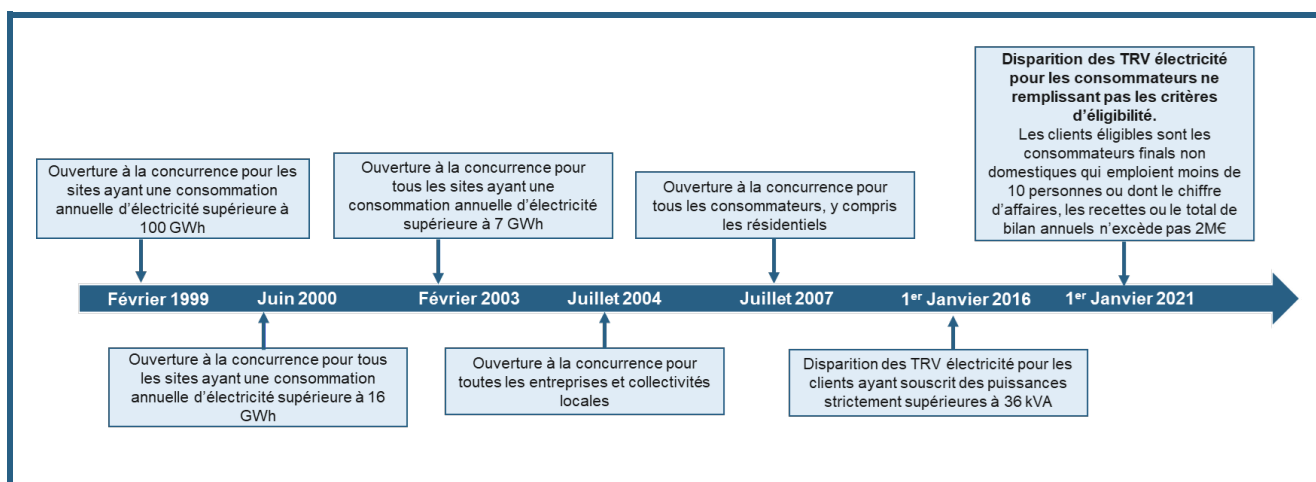 Disparition des TRV électricité
pour les consommateurs ne
remplissant pas les critères
d'éligibilité.
Les clients éligibles sont les
consommateurs finals non
domestiques qui emploient moins de
10 personnes ou dont le chiffre
d'affaires, les recettes ou le total de
bilan annuels n'excède pas 2M€
Ouverture à la concurrence pour les
sites ayant une consommation
annuelle d'électricité supérieure à
100 GWh
Ouverture à la concurrence pour
tous les sites ayant une
consommation annuelle d'électricité
supérieure à 7 GWh
Ouverture à la concurrence pour
tous les consommateurs, y compris
les résidentiels
Février 1999 Juin 2000 Février 2003 Juillet 2004 Juillet 2007 1er Janvier 2016 1er Janvier 2021
Ouverture à la concurrence pour tous
les sites ayant une consommation
annuelle d'électricité supérieure à 16
GWh
Ouverture à la concurrence pour
toutes les entreprises et collectivités
locales
Disparition des TRV électricité pour les
clients ayant souscrit des puissances
strictement supérieures à 36 kVA